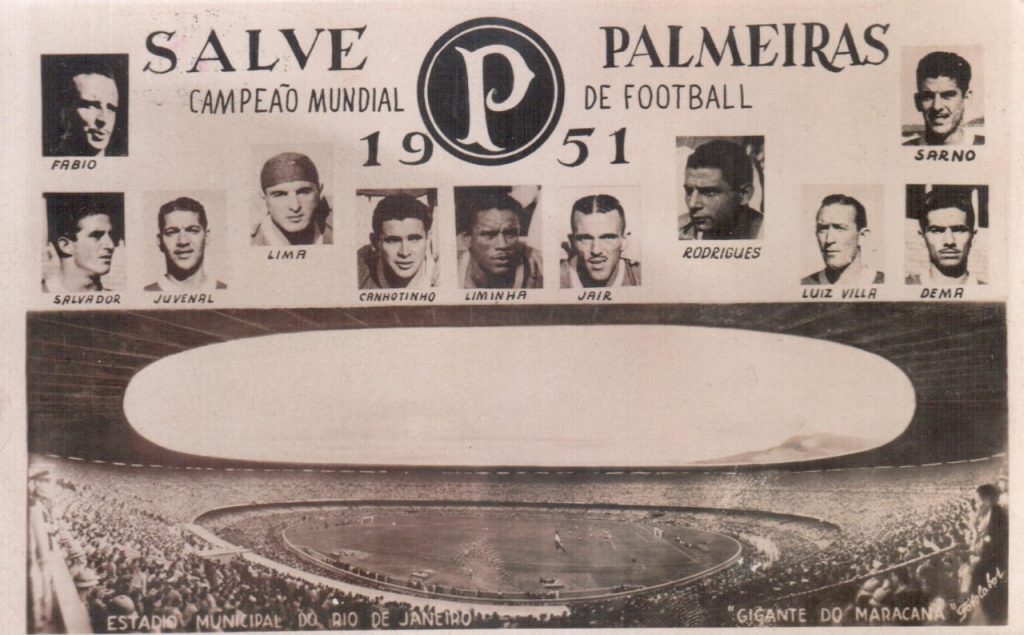 SALVE P PALMEIRAS
CAMPEÃO MUNDIAL DE FOOTBALL
1951
FABIO
SARNO
LIMA
RODRIGUES
SALVADOR
JUVENAL
CANHOTINHO
LIMINHA
JAIR
LUIZ VILLA
DEMA
ESTADIO MUNICIPAL DO RIO DE JANEIRO
"GIGANTE DO MARACANÃ"